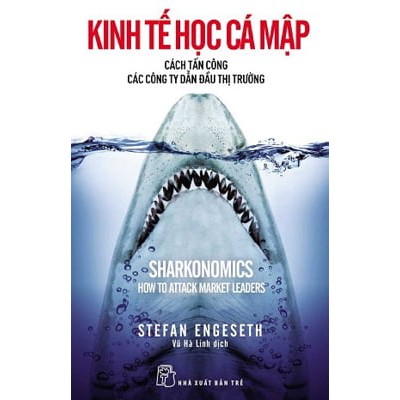 KINH TẾ HỌC CÁ MẬP
CÁCH TẤN CÔNG
CÁC CÔNG TY DẪN ĐẦU THỊ TRƯỜNG
SHARKONOMICS
HOW TO ATTACK MARKET LEADERS
STEFAN ENGESETH
Vũ Hà Linh dịch
NHÀ XUẤT BẢN TRẺ